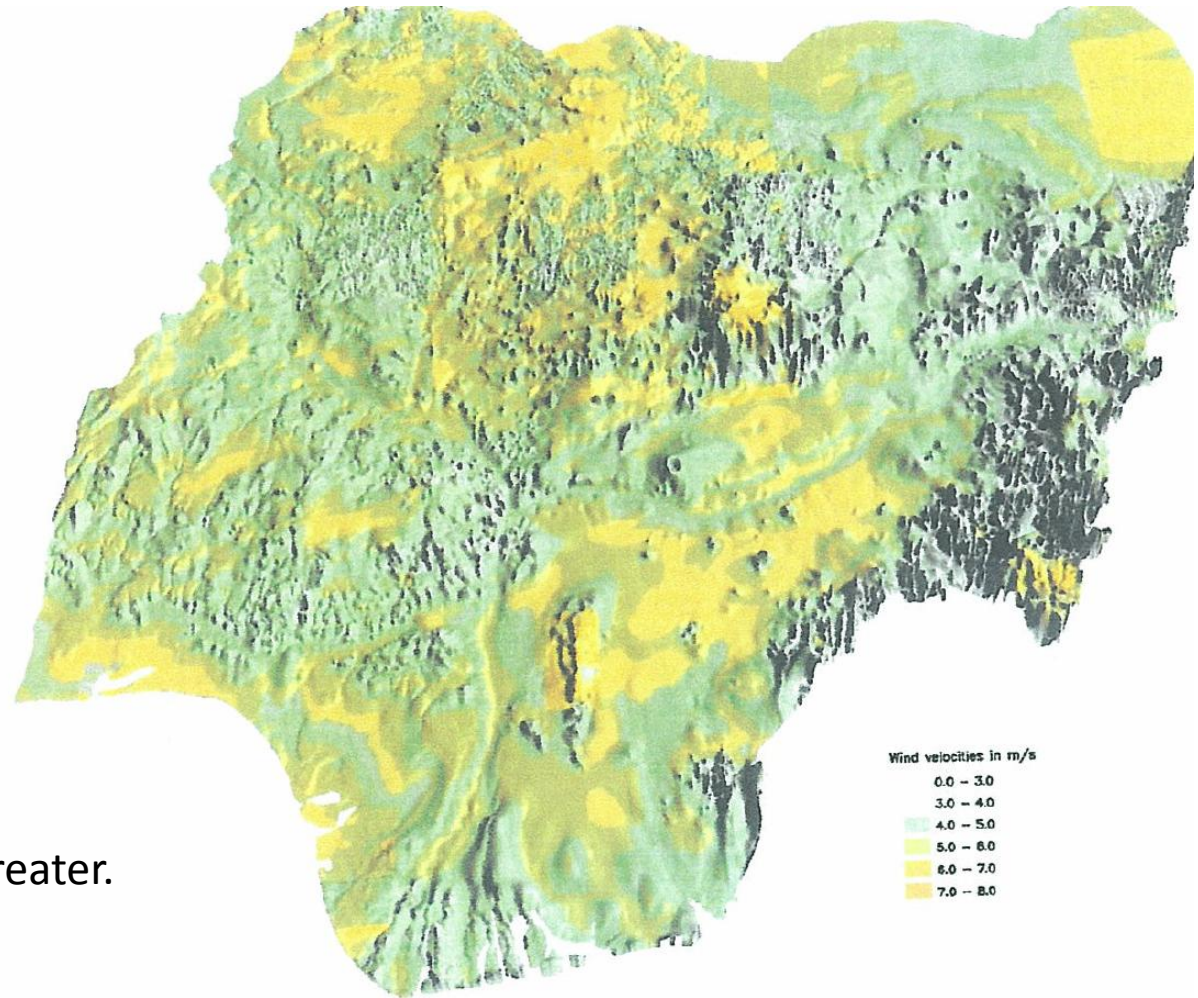 reater.
Wind velocities in m/s
0.0 – 3.0
3.0 – 4.0
4.0 – 5.0
5.0 – 6.0
6.0 – 7.0
7.0 – 8.0